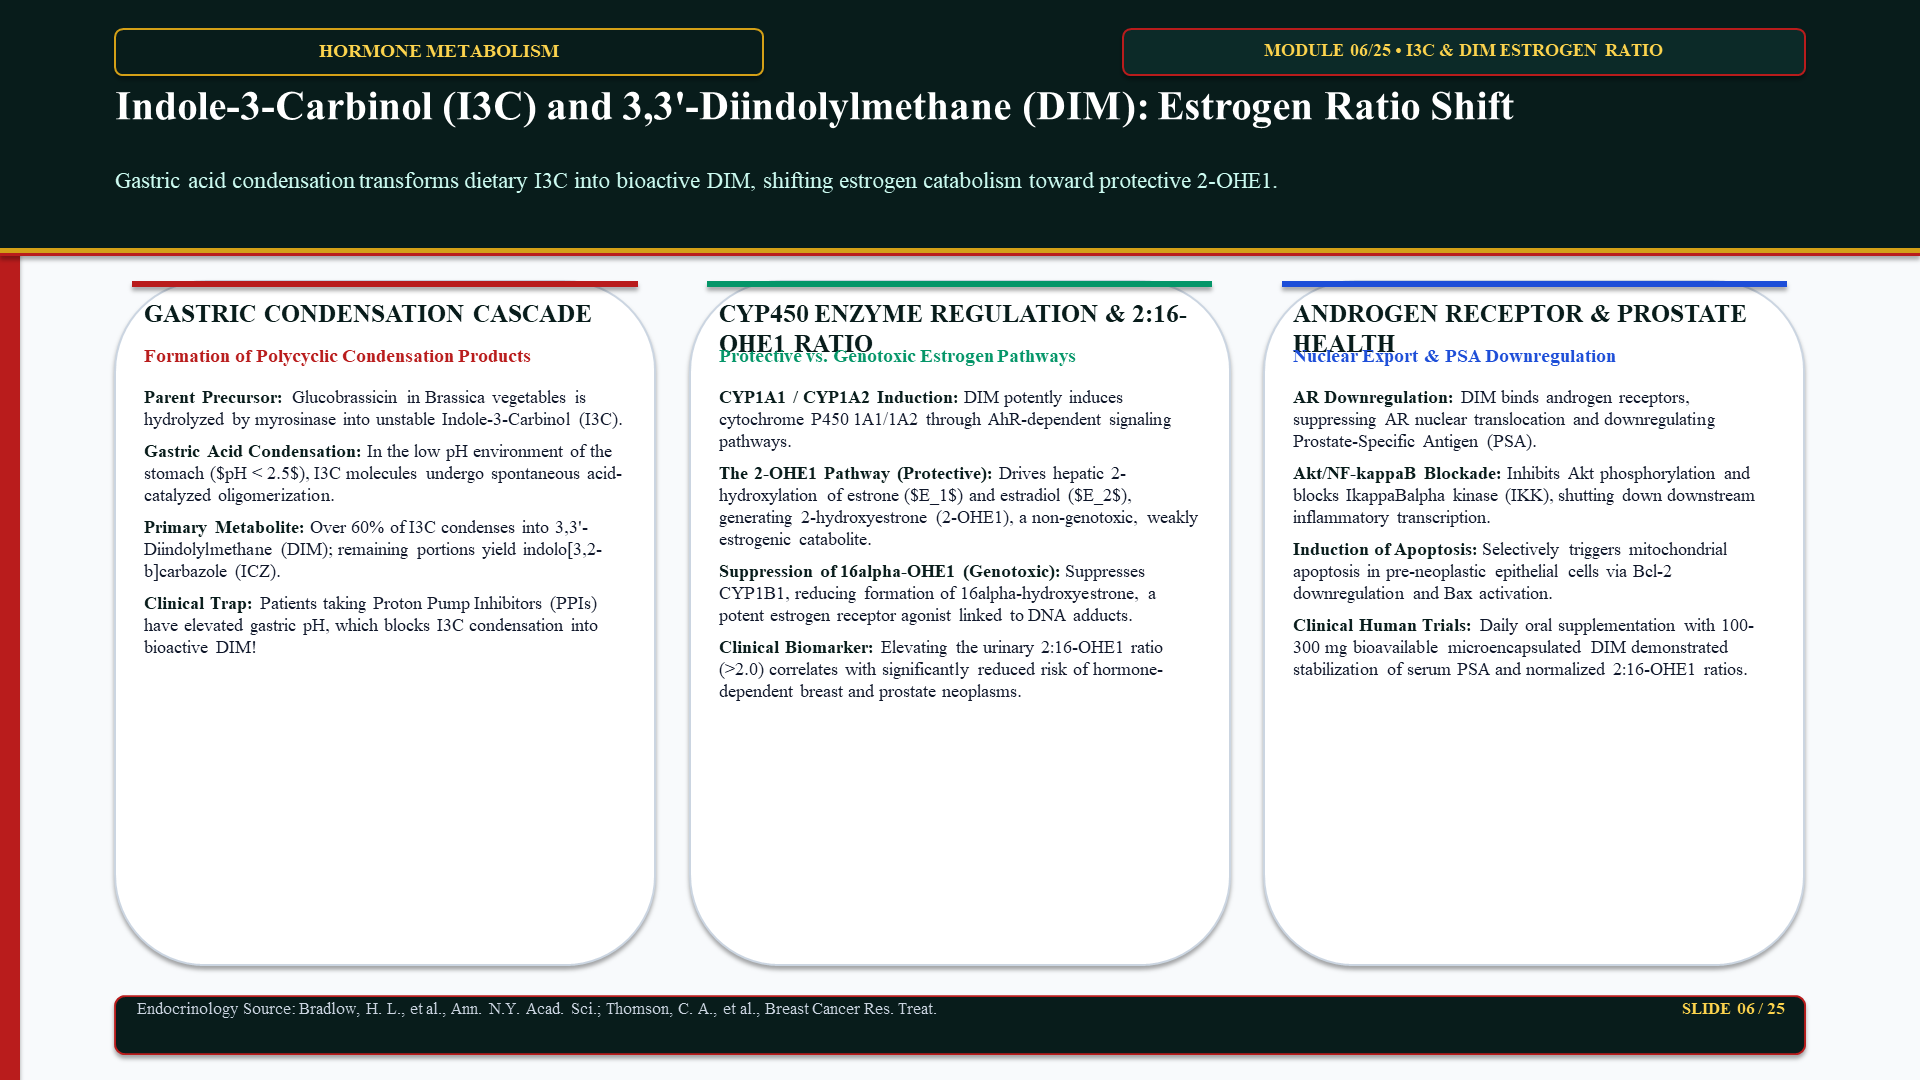 HORMONE METABOLISM
MODULE 06/25 • I3C & DIM ESTROGEN RATIO
Indole-3-Carbinol (I3C) and 3,3'-Diindolylmethane (DIM): Estrogen Ratio Shift
Gastric acid condensation transforms dietary I3C into bioactive DIM, shifting estrogen catabolism toward protective 2-OHE1.
GASTRIC CONDENSATION CASCADE
Formation of Polycyclic Condensation Products
Parent Precursor: Glucobrassicin in Brassica vegetables is
hydrolyzed by myrosinase into unstable Indole-3-Carbinol (I3C).
Gastric Acid Condensation: In the low pH environment of the
stomach ($pH < 2.5$), I3C molecules undergo spontaneous acid-
catalyzed oligomerization.
Primary Metabolite: Over 60% of I3C condenses into 3,3'-
Diindolylmethane (DIM); remaining portions yield indolo[3,2-
b]carbazole (ICZ).
Clinical Trap: Patients taking Proton Pump Inhibitors (PPIs)
have elevated gastric pH, which blocks I3C condensation into
bioactive DIM!
CYP450 ENZYME REGULATION & 2:16-
OHE1 RATIO
Protective vs. Genotoxic Estrogen Pathways
CYP1A1 / CYP1A2 Induction: DIM potently induces
cytochrome P450 1A1/1A2 through AhR-dependent signaling
pathways.
The 2-OHE1 Pathway (Protective): Drives hepatic 2-
hydroxylation of estrone ($E_1$) and estradiol ($E_2$),
generating 2-hydroxyestrone (2-OHE1), a non-genotoxic, weakly
estrogenic catabolite.
Suppression of 16alpha-OHE1 (Genotoxic): Suppresses
CYP1B1, reducing formation of 16alpha-hydroxyestrone, a
potent estrogen receptor agonist linked to DNA adducts.
Clinical Biomarker: Elevating the urinary 2:16-OHE1 ratio
(>2.0) correlates with significantly reduced risk of hormone-
dependent breast and prostate neoplasms.
ANDROGEN RECEPTOR & PROSTATE
HEALTH
Nuclear Export & PSA Downregulation
AR Downregulation: DIM binds androgen receptors,
suppressing AR nuclear translocation and downregulating
Prostate-Specific Antigen (PSA).
Akt/NF-kappaB Blockade: Inhibits Akt phosphorylation and
blocks IkappaBalpha kinase (IKK), shutting down downstream
inflammatory transcription.
Induction of Apoptosis: Selectively triggers mitochondrial
apoptosis in pre-neoplastic epithelial cells via Bcl-2
downregulation and Bax activation.
Clinical Human Trials: Daily oral supplementation with 100-
300 mg bioavailable microencapsulated DIM demonstrated
stabilization of serum PSA and normalized 2:16-OHE1 ratios.
Endocrinology Source: Bradlow, H. L., et al., Ann. N.Y. Acad. Sci.; Thomson, C. A., et al., Breast Cancer Res. Treat.
SLIDE 06 / 25